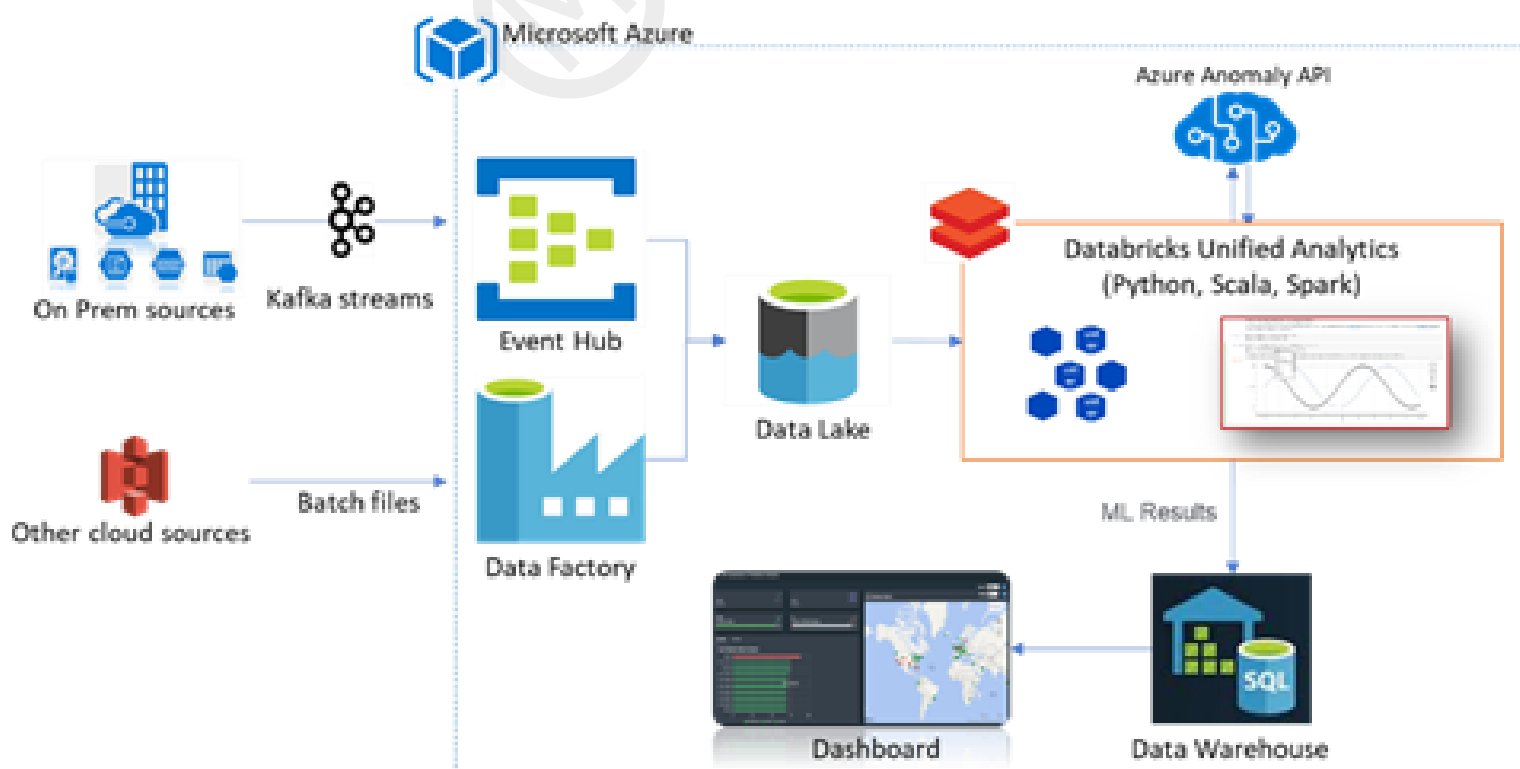 Microsoft Azure
Azure Anomaly API
Databricks Unified Analytics
(Python, Scala, Spark)
On Prem sources
Kafka streams
Event Hub
Data Lake
Other cloud sources
Batch files
Data Factory
ML Results
SQL
Dashboard
Data Warehouse